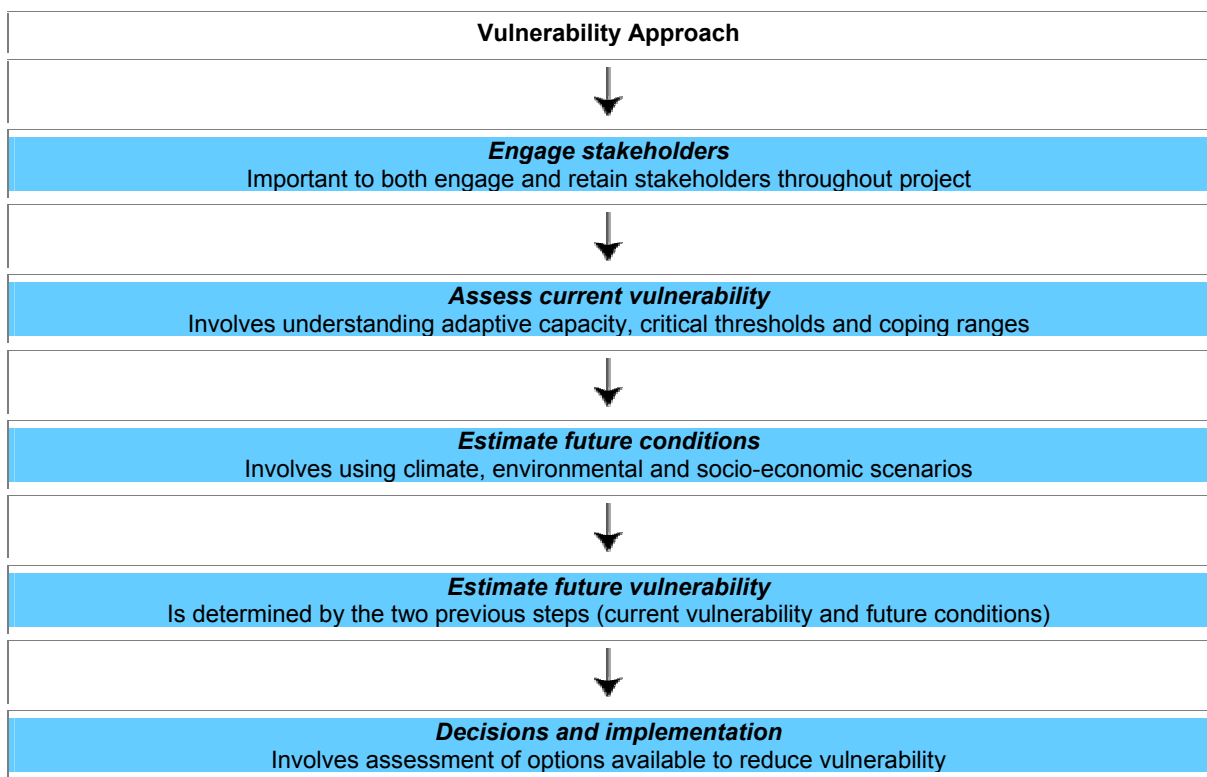 Vulnerability Approach
Engage stakeholders
Important to both engage and retain stakeholders throughout project
Assess current vulnerability
Involves understanding adaptive capacity, critical thresholds and coping ranges
Estimate future conditions
Involves using climate, environmental and socio-economic scenarios
Estimate future vulnerability
Is determined by the two previous steps (current vulnerability and future conditions)
Decisions and implementation
Involves assessment of options available to reduce vulnerability